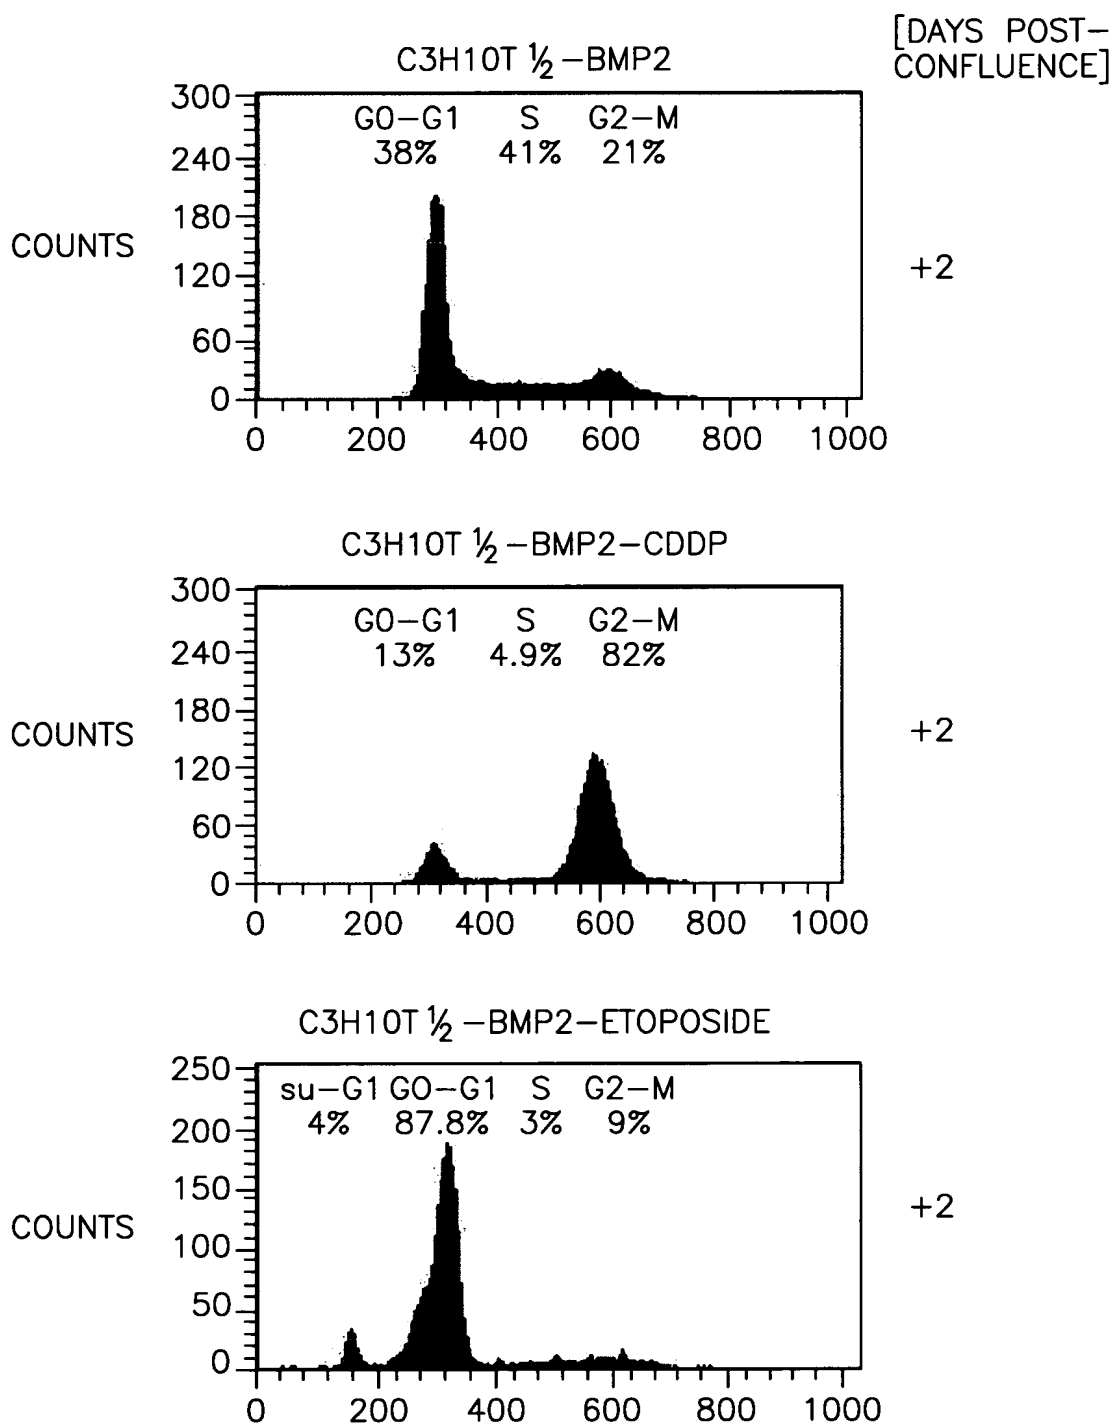 [DAYS POST-
CONFLUENCE]
C3H10T ½-BMP2
300
240
180
120
60
0
G0-G1 S G2-M
38% 41% 21%
COUNTS
+2
0 200 400 600 800 1000
C3H10T ½-BMP2-CDDP
300
240
180
120
60
0
G0-G1 S G2-M
13% 4.9% 82%
COUNTS
+2
0 200 400 600 800 1000
C3H10T ½-BMP2-ETOPOSIDE
250
200
150
100
50
0
su-G1 G0-G1 S G2-M
4% 87.8% 3% 9%
COUNTS
+2
0 200 400 600 800 1000